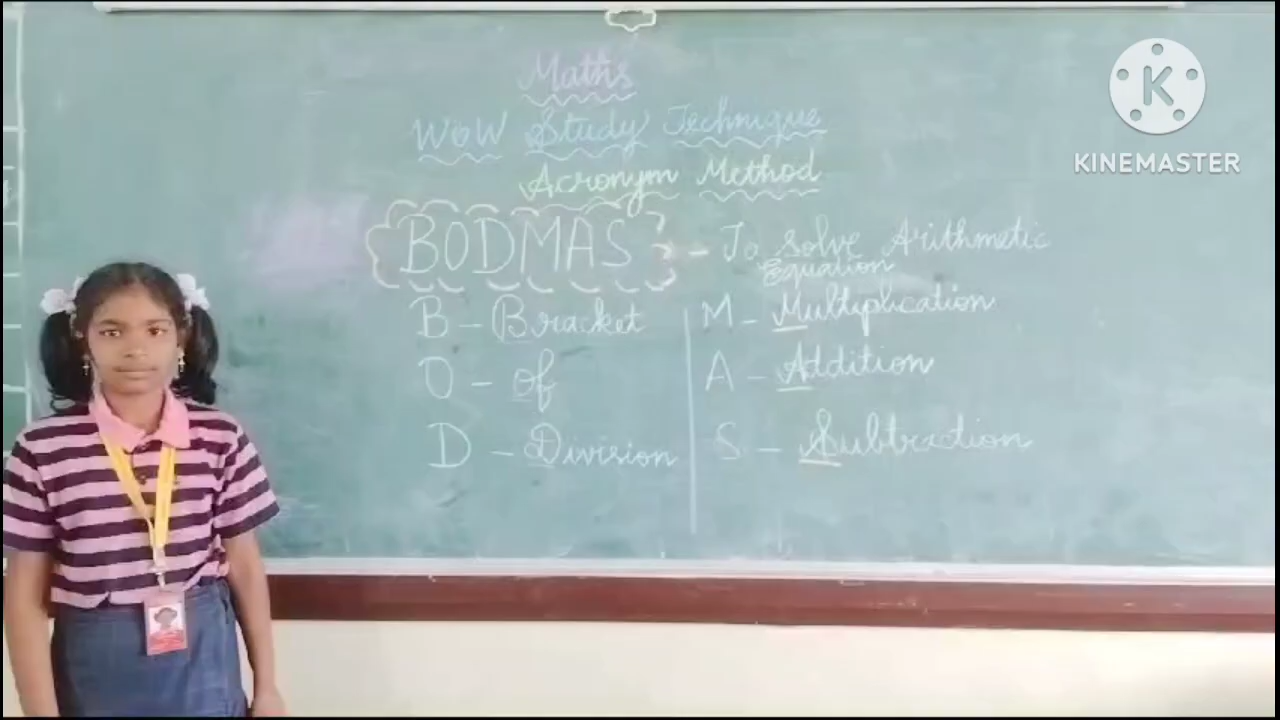 Maths
WOW Study Technique
Acronym Method
BODMAS - To solve Arithmetic
Equation
B - Bracket
O - of
D - Division
M - Multiplication
A - Addition
S - Subtraction
K
KINEMASTER